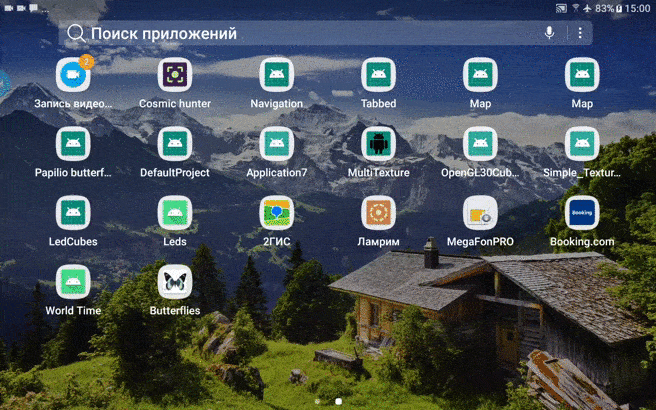 83% 15:00
Поиск приложений
2
Запись видео...
Cosmic hunter
Navigation
Tabbed
Map
Map
Papilio butterf...
DefaultProject
Application7
MultiTexture
OpenGL30Cub...
Simple_Textur...
Booking
LedCubes
Leds
2ГИС
Ламрим
MegaFonPRO
Booking.com
World Time
Butterflies